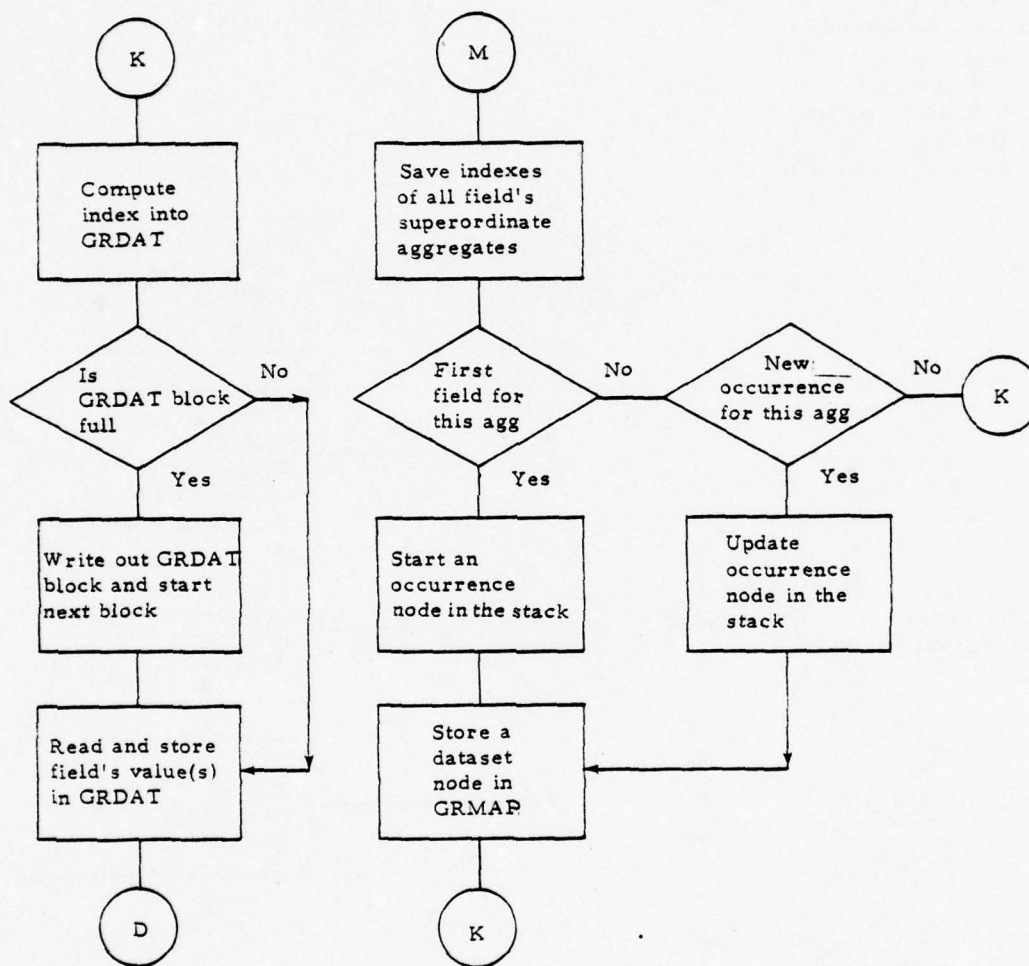 K
Compute
index into
GRDAT
Is
GRDAT block
full
No
Yes
Write out GRDAT
block and start
next block
Read and store
field's value(s)
in GRDAT
D
M
Save indexes
of all field's
superordinate
aggregates
First
field for
this agg
No
Yes
Start an
occurrence
node in the stack
Store a
dataset
node in
GRMAP
K
New
occurrence
for this agg
No
K
Yes
Update
occurrence
node in the
stack